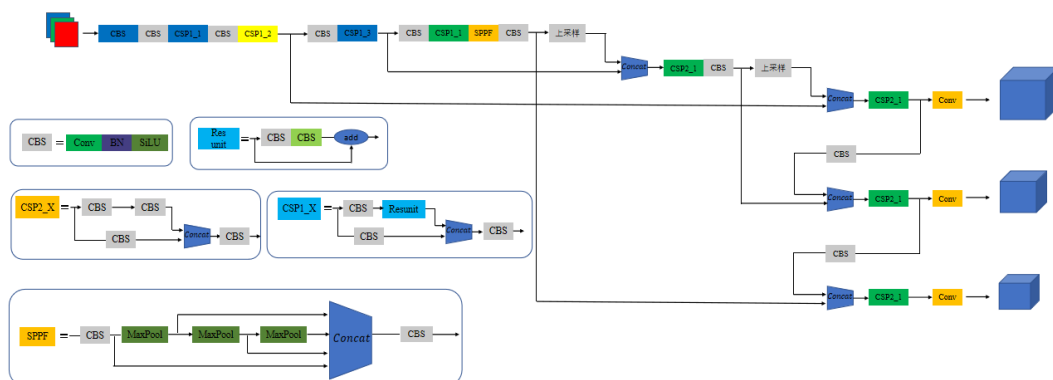 CBS CBS CSP1_1 CBS CSP1_2 CBS CSP1_3 CBS CSP1_1 SPPF CBS 上采样
Concat CSP2_1 CBS 上采样
Concat CSP2_1 Conv
CBS
Concat CSP2_1 Conv
CBS
Concat CSP2_1 Conv
CBS = Conv BN SiLU
Res unit = CBS CBS add
CSP2_X = CBS CBS
CBS Concat CBS
CSP1_X = CBS Resunit
CBS Concat CBS
SPPF = CBS MaxPool MaxPool MaxPool Concat CBS